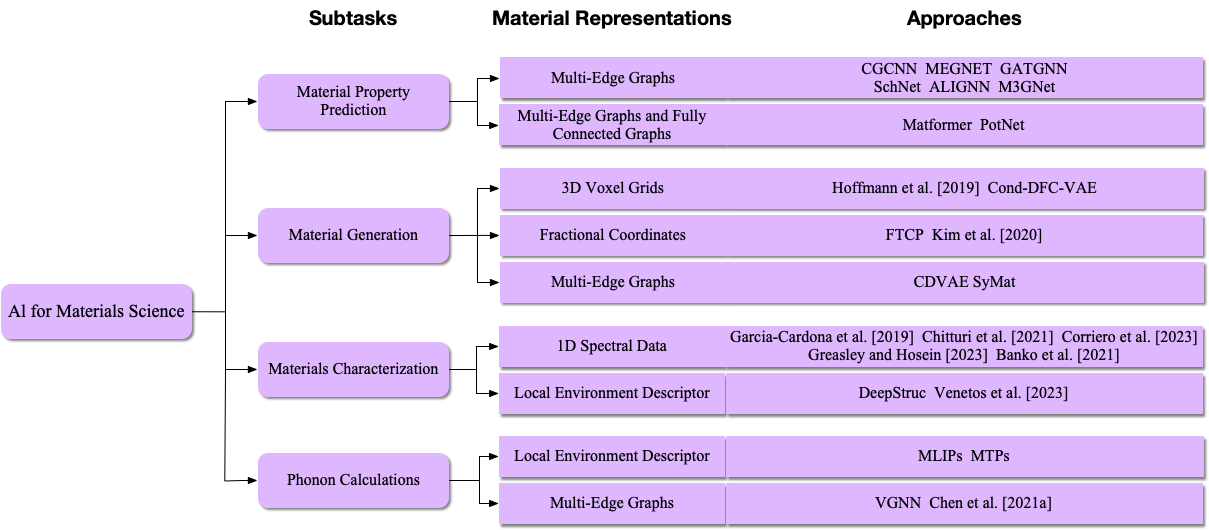 Subtasks
Material Representations
Approaches
AI for Materials Science
Material Property
Prediction
Multi-Edge Graphs
CGCNN MEGNET GATGNN
SchNet ALIGNN M3GNet
Multi-Edge Graphs and Fully
Connected Graphs
Matformer PotNet
Material Generation
3D Voxel Grids
Hoffmann et al. [2019] Cond-DFC-VAE
Fractional Coordinates
FTCP Kim et al. [2020]
Multi-Edge Graphs
CDVAE SyMat
Materials Characterization
1D Spectral Data
Garcia-Cardona et al. [2019] Chitturi et al. [2021] Corriero et al. [2023]
Greasley and Hosein [2023] Banko et al. [2021]
Local Environment Descriptor
DeepStruc Venetos et al. [2023]
Phonon Calculations
Local Environment Descriptor
MLIPs MTPs
Multi-Edge Graphs
VGNN Chen et al. [2021a]